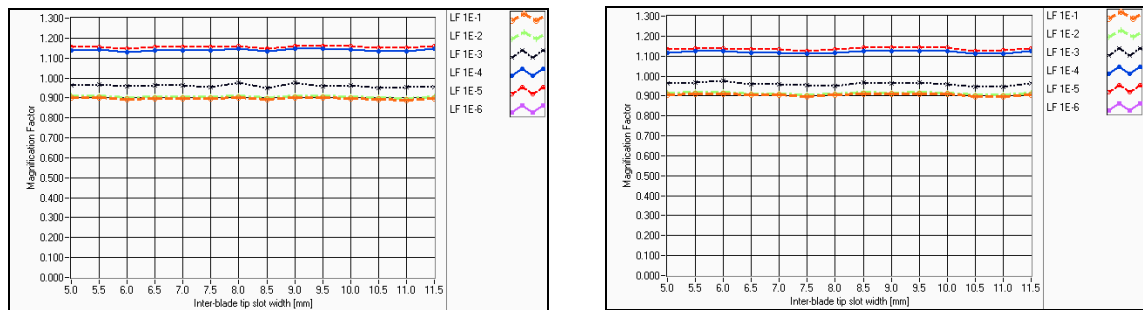 1.300
1.200
1.100
1.000
0.900
0.800
0.700
0.600
0.500
0.400
0.300
0.200
0.100
0.000
Magnification Factor
5.0 5.5 6.0 6.5 7.0 7.5 8.0 8.5 9.0 9.5 10.0 10.5 11.0 11.5
Inter-blade tip slot width [mm]
LF 1E-1
LF 1E-2
LF 1E-3
LF 1E-4
LF 1E-5
LF 1E-6
1.300
1.200
1.100
1.000
0.900
0.800
0.700
0.600
0.500
0.400
0.300
0.200
0.100
0.000
Magnification Factor
5.0 5.5 6.0 6.5 7.0 7.5 8.0 8.5 9.0 9.5 10.0 10.5 11.0 11.5
Inter-blade tip slot width [mm]
LF 1E-1
LF 1E-2
LF 1E-3
LF 1E-4
LF 1E-5
LF 1E-6